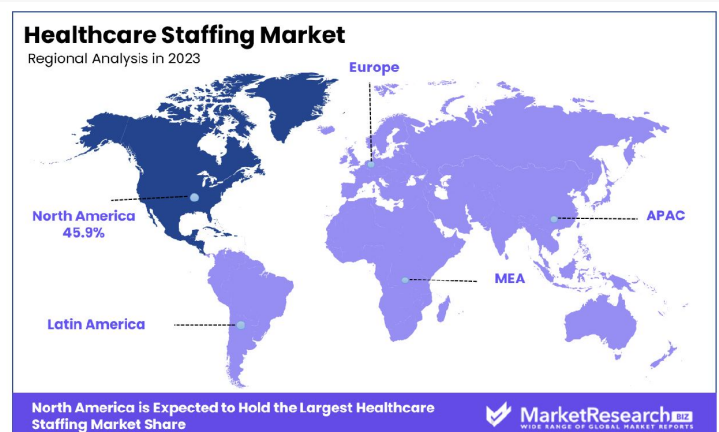 Healthcare Staffing Market
Regional Analysis in 2023
Europe
North America
45.9%
APAC
MEA
Latin America
North America is Expected to Hold the Largest Healthcare
Staffing Market Share
MarketResearch BIZ
WIDE RANGE OF GLOBAL MARKET REPORTS